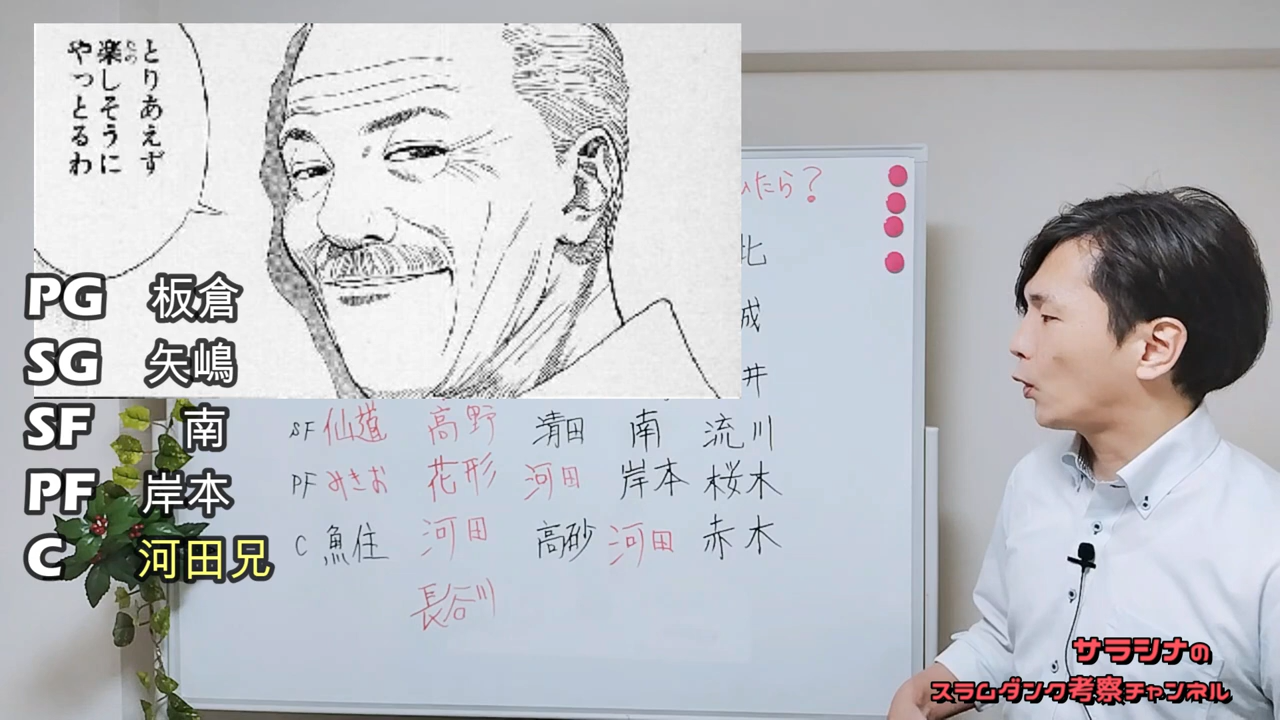 とりあえず
楽しそうに
たの
やっとるわ
PG 板倉
SG 矢嶋
SF 南
PF 岸本
C 河田兄
たら?
北
成
井
SF 仙道 高野 清田 南 流川
PF みきお 花形 河田 岸本 桜木
C 魚住 河田 高砂 河田 赤木
長谷川
サラシナの
スラムダンク考察チャンネル